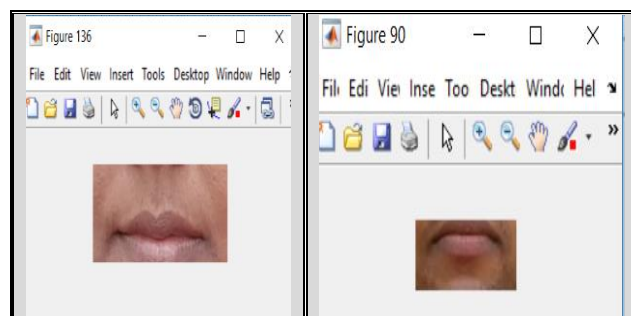 Figure 136
File Edit View Insert Tools Desktop Window Help
Figure 90
Fil Edi Vie Inse Too Deskt Windo Hel